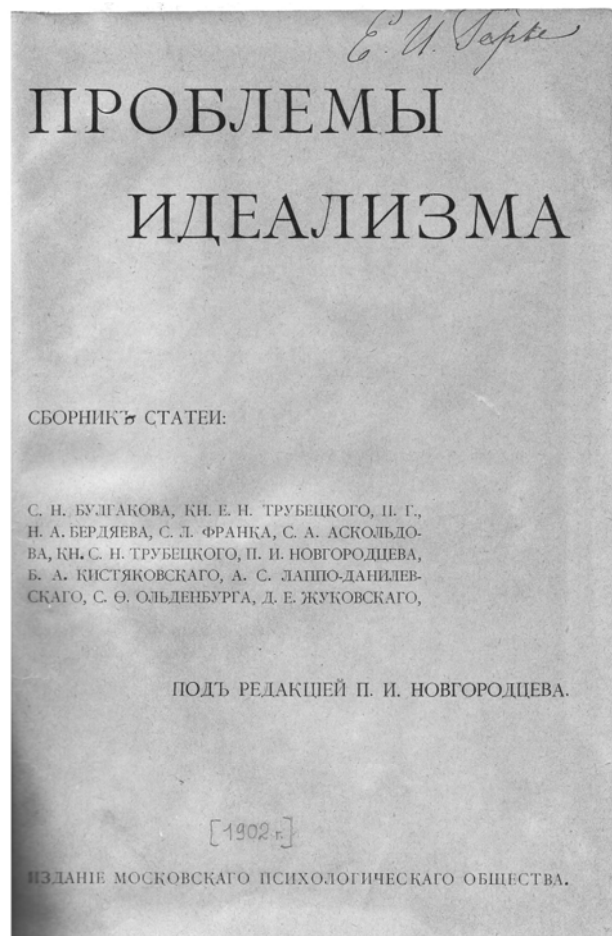 Е. И. Гарке
ПРОБЛЕМЫ
ИДЕАЛИЗМА
СБОРНИКЪ СТАТЕЙ:
С. Н. БУЛГАКОВА, КН. Е. Н. ТРУБЕЦКОГО, П. Г.,
Н. А. БЕРДЯЕВА, С. Л. ФРАНКА, С. А. АСКОЛЬДО-
ВА, КН. С. Н. ТРУБЕЦКОГО, П. И. НОВГОРОДЦЕВА,
Б. А. КИСТЯКОВСКАГО, А. С. ЛАППО-ДАНИЛЕВ-
СКАГО, С. Ѳ. ОЛЬДЕНБУРГА, Д. Е. ЖУКОВСКАГО,
ПОДЪ РЕДАКЦІЕЙ П. И. НОВГОРОДЦЕВА.
[1902 г.]
ИЗДАНІЕ МОСКОВСКАГО ПСИХОЛОГИЧЕСКАГО ОБЩЕСТВА.